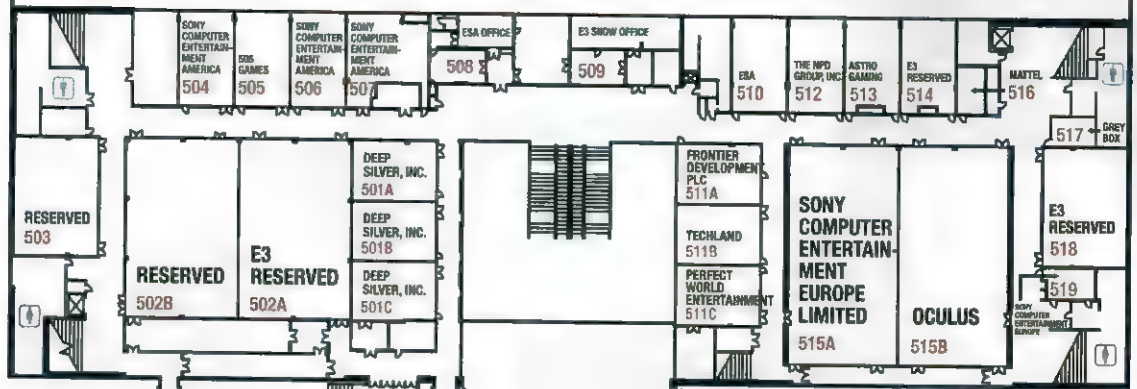 SONY
COMPUTER
ENTERTAIN-
MENT
AMERICA
504
505
GAMES
505
SONY
COMPUTER
ENTERTAIN-
MENT
AMERICA
506
SONY
COMPUTER
ENTERTAIN-
MENT
AMERICA
507
ESA OFFICE
508
E3 SHOW OFFICE
509
ESA
510
THE NPD
GROUP, INC.
512
ASTRO
GAMING
513
E3
RESERVED
514
MATTEL
516
517
GREY
BOX
RESERVED
503
RESERVED
502B
E3
RESERVED
502A
DEEP
SILVER, INC.
501A
DEEP
SILVER, INC.
501B
DEEP
SILVER, INC.
501C
FRONTIER
DEVELOPMENT
PLC
511A
TECHLAND
511B
PERFECT
WORLD
ENTERTAINMENT
511C
SONY
COMPUTER
ENTERTAIN-
MENT
EUROPE
LIMITED
515A
OCULUS
515B
E3
RESERVED
518
519
SONY
COMPUTER
ENTERTAINMENT
EUROPE